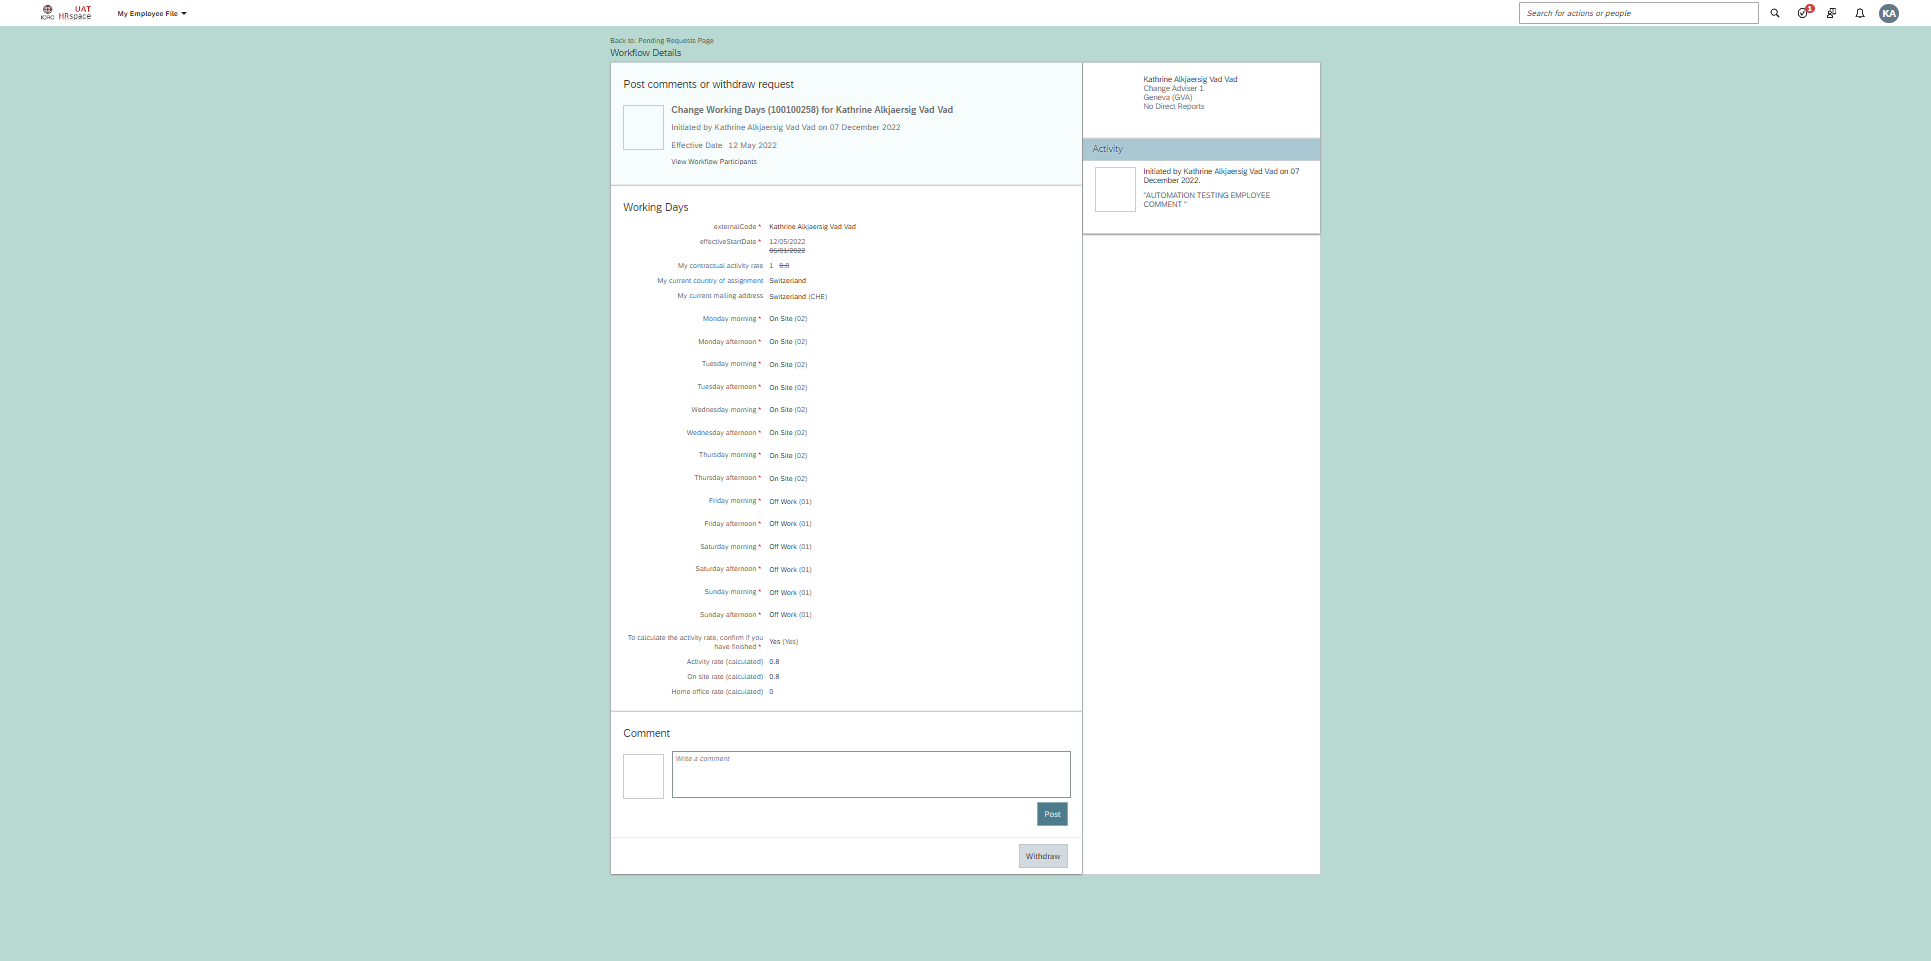 ICRC
UAT
HRspace
My Employee File
Search for actions or people
1
KA
Back to: Pending Requests Page
Workflow Details
Post comments or withdraw request
Change Working Days (100100258) for Kathrine Alkjaersig Vad Vad
Initiated by Kathrine Alkjaersig Vad Vad on 07 December 2022
Effective Date 12 May 2022
View Workflow Participants
Working Days
externalCode * Kathrine Alkjaersig Vad Vad
effectiveStartDate * 12/05/2022
06/01/2022
My contractual activity rate 1 0.8
My current country of assignment Switzerland
My current mailing address Switzerland (CHE)
Monday morning * On Site (02)
Monday afternoon * On Site (02)
Tuesday morning * On Site (02)
Tuesday afternoon * On Site (02)
Wednesday morning * On Site (02)
Wednesday afternoon * On Site (02)
Thursday morning * On Site (02)
Thursday afternoon * On Site (02)
Friday morning * Off Work (01)
Friday afternoon * Off Work (01)
Saturday morning * Off Work (01)
Saturday afternoon * Off Work (01)
Sunday morning * Off Work (01)
Sunday afternoon * Off Work (01)
To calculate the activity rate, confirm if you
have finished * Yes (Yes)
Activity rate (calculated) 0.8
On site rate (calculated) 0.8
Home office rate (calculated) 0
Comment
Write a comment
Post
Withdraw
Kathrine Alkjaersig Vad Vad
Change Adviser 1
Geneva (GVA)
No Direct Reports
Activity
Initiated by Kathrine Alkjaersig Vad Vad on 07
December 2022.
"AUTOMATION TESTING EMPLOYEE
COMMENT "